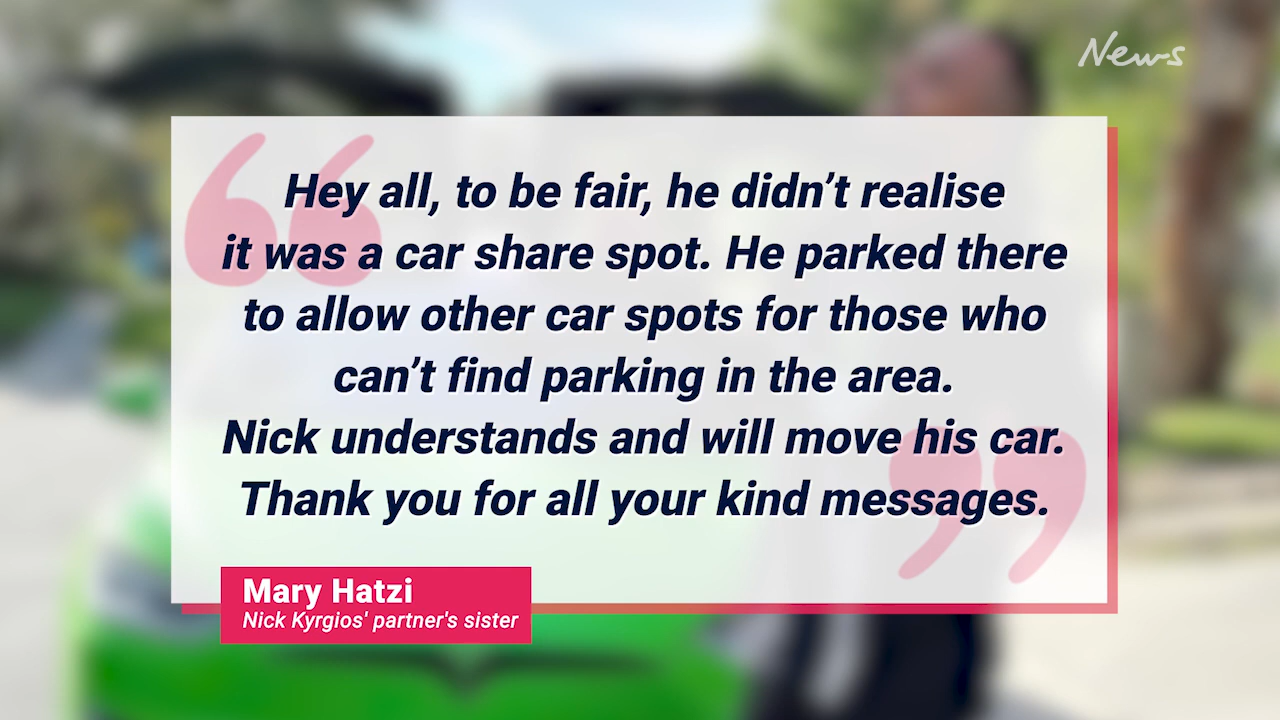 News
Hey all, to be fair, he didn't realise
it was a car share spot. He parked there
to allow other car spots for those who
can't find parking in the area.
Nick understands and will move his car.
Thank you for all your kind messages.
Mary Hatzi
Nick Kyrgios' partner's sister